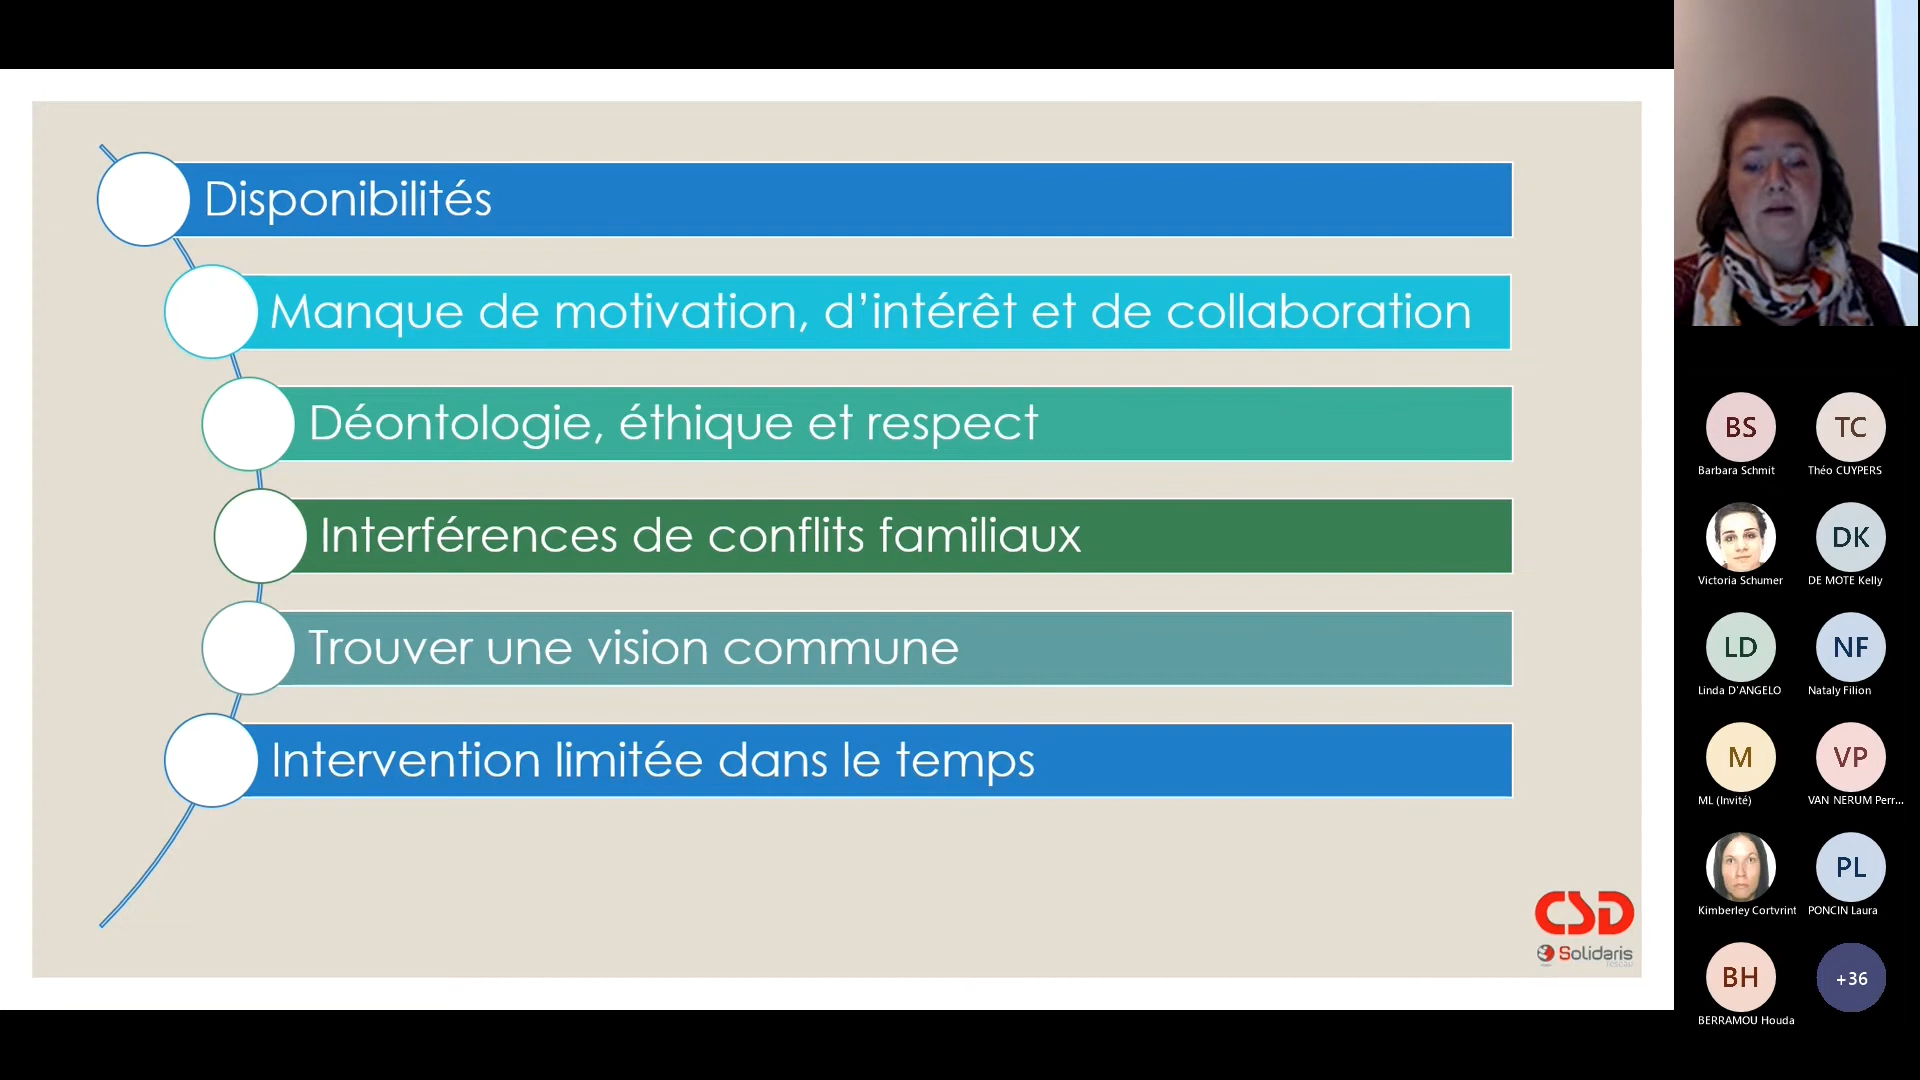 Disponibilités
Manque de motivation, d’intérêt et de collaboration
Déontologie, éthique et respect
Interférences de conflits familiaux
Trouver une vision commune
Intervention limitée dans le temps
CSD
Solidaris
BS
Barbara Schmit
TC
Théo CUYPERS
Victoria Schumer
DK
DE MOTE Kelly
LD
Linda D'ANGELO
NF
Nataly Filion
M
ML (Invité)
VP
VAN NERUM Perr...
Kimberley Cortvrint
PL
PONCIN Laura
BH
BERRAMOU Houda
+36